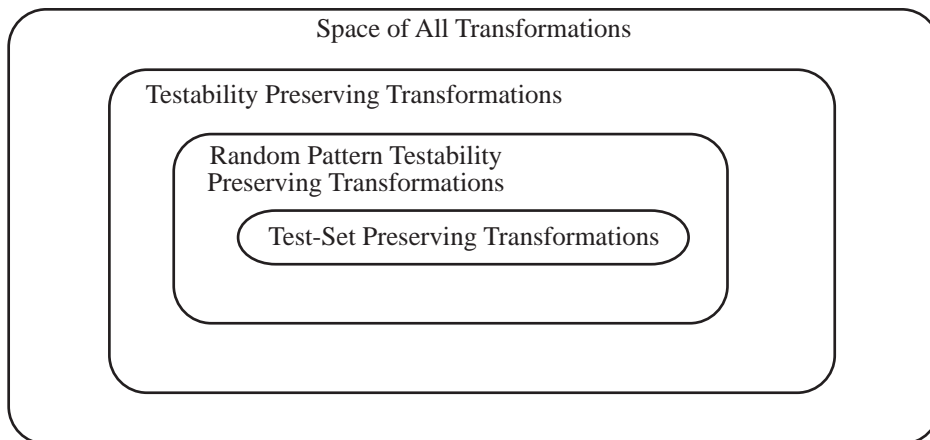 Space of All Transformations
Testability Preserving Transformations
Random Pattern Testability
Preserving Transformations
Test-Set Preserving Transformations